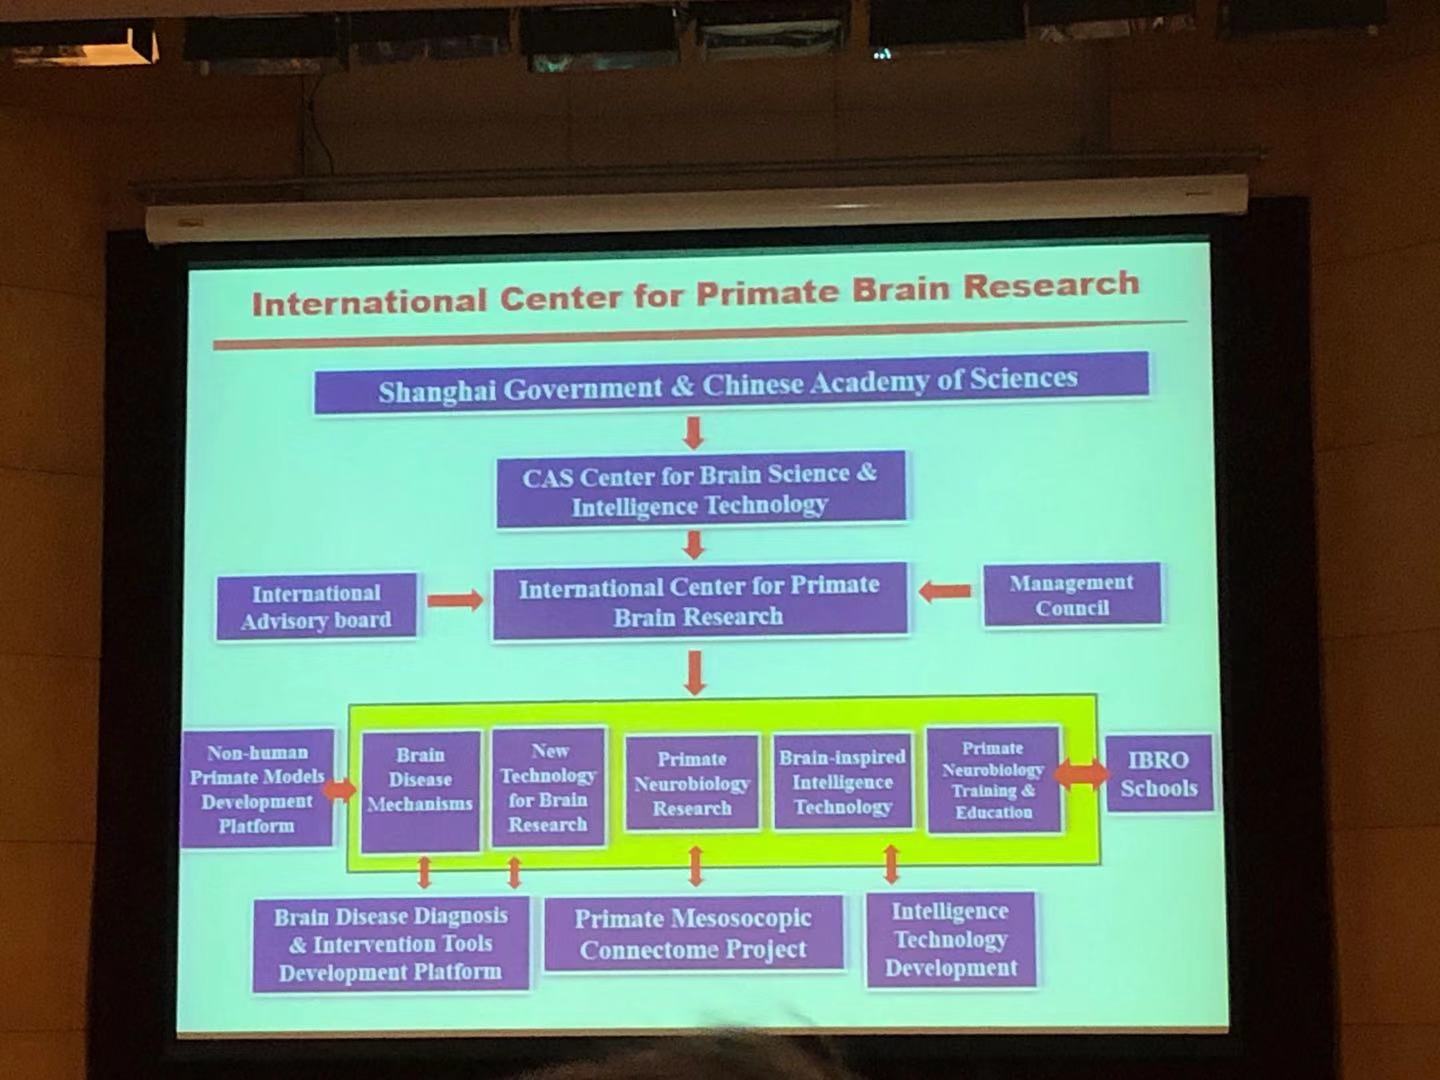 International Center for Primate Brain Research
Shanghai Government & Chinese Academy of Sciences
CAS Center for Brain Science &
Intelligence Technology
International
Advisory board
International Center for Primate
Brain Research
Management
Council
Non-human
Primate Models
Development
Platform
Brain
Disease
Mechanisms
New
Technology
for Brain
Research
Primate
Neurobiology
Research
Brain-inspired
Intelligence
Technology
Primate
Neurobiology
Training &
Education
IBRO
Schools
Brain Disease Diagnosis
& Intervention Tools
Development Platform
Primate Mesosocopic
Connectome Project
Intelligence
Technology
Development